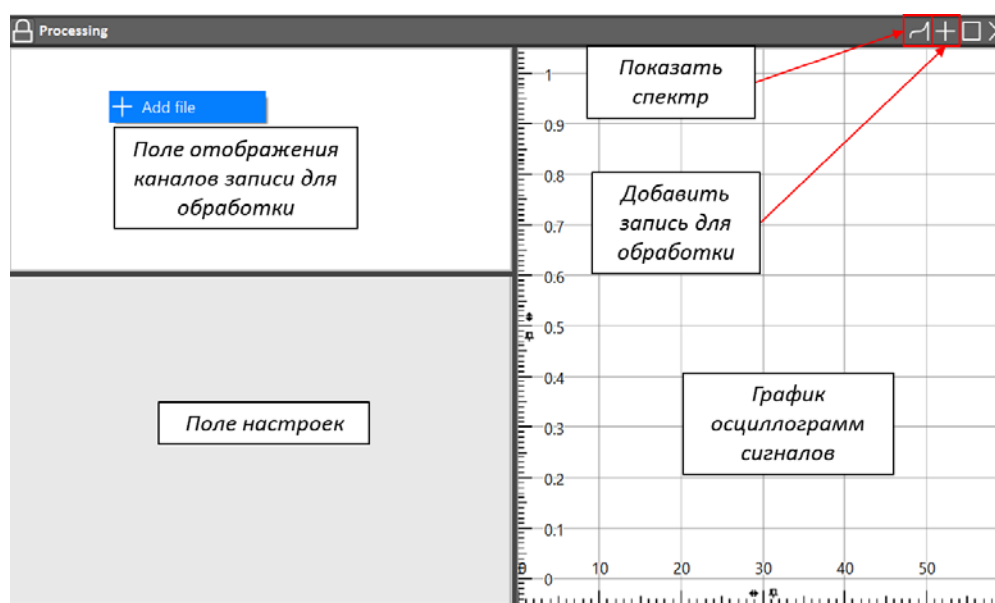 Processing
Add file
Поле отображения
каналов записи для
обработки
Поле настроек
Показать
спектр
Добавить
запись для
обработки
График
осциллограмм
сигналов
1
0.9
0.8
0.7
0.6
0.5
0.4
0.3
0.2
0.1
0
0
10
20
30
40
50